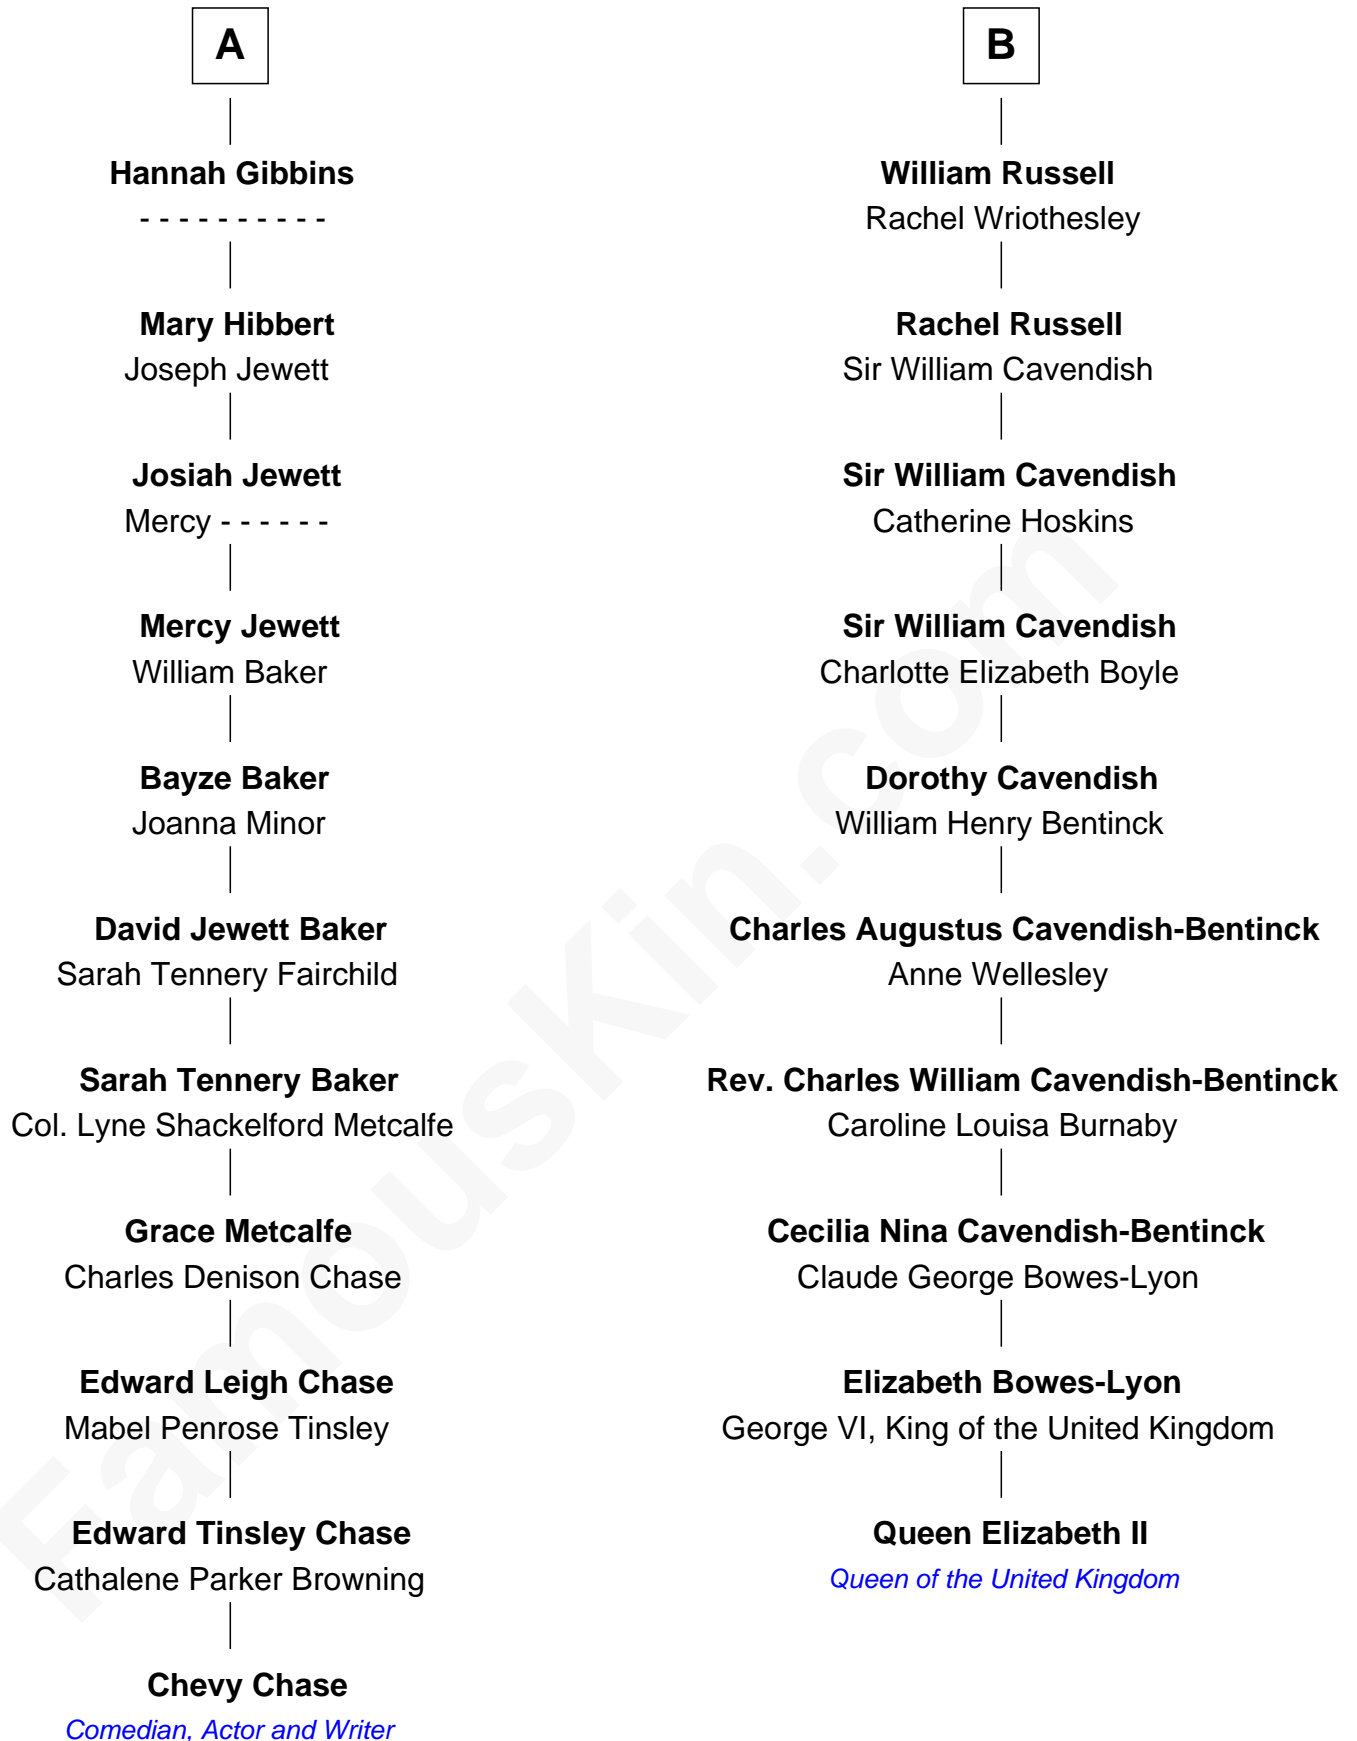 A
Hannah Gibbins
- - - - - - - - - -
Mary Hibbert
Joseph Jewett
Josiah Jewett
Mercy - - - - - -
Mercy Jewett
William Baker
Bayze Baker
Joanna Minor
David Jewett Baker
Sarah Tennery Fairchild
Sarah Tennery Baker
Col. Lyne Shackelford Metcalfe
Grace Metcalfe
Charles Denison Chase
Edward Leigh Chase
Mabel Penrose Tinsley
Edward Tinsley Chase
Cathalene Parker Browning
Chevy Chase
Comedian, Actor and Writer
B
William Russell
Rachel Wriothesley
Rachel Russell
Sir William Cavendish
Sir William Cavendish
Catherine Hoskins
Sir William Cavendish
Charlotte Elizabeth Boyle
Dorothy Cavendish
William Henry Bentinck
Charles Augustus Cavendish-Bentinck
Anne Wellesley
Rev. Charles William Cavendish-Bentinck
Caroline Louisa Burnaby
Cecilia Nina Cavendish-Bentinck
Claude George Bowes-Lyon
Elizabeth Bowes-Lyon
George VI, King of the United Kingdom
Queen Elizabeth II
Queen of the United Kingdom
FamousKin.com